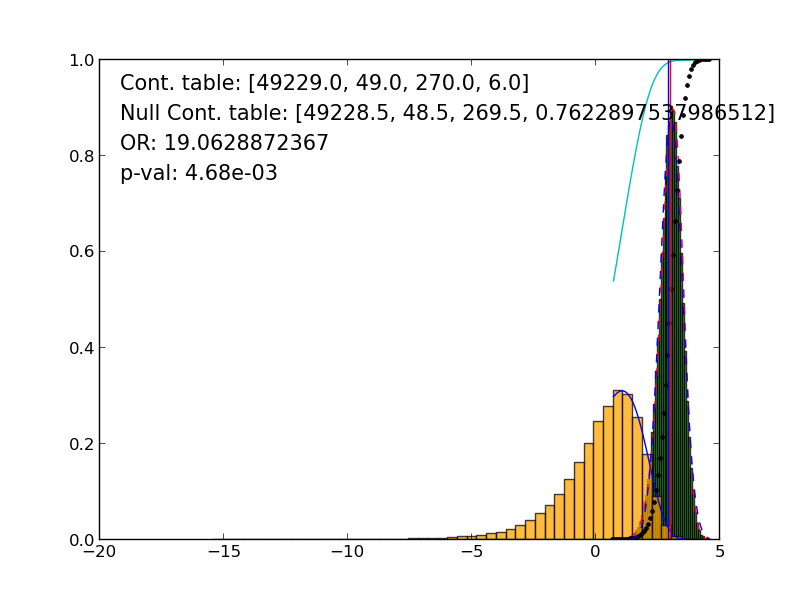 1.0
Cont. table: [49229.0, 49.0, 270.0, 6.0]
Null Cont. table: [49228.5, 48.5, 269.5, 0.7622897537986512]
OR: 19.0628872367
p-val: 4.68e-03
0.8
0.6
0.4
0.2
0.0
−20 −15 −10 −5 0 5